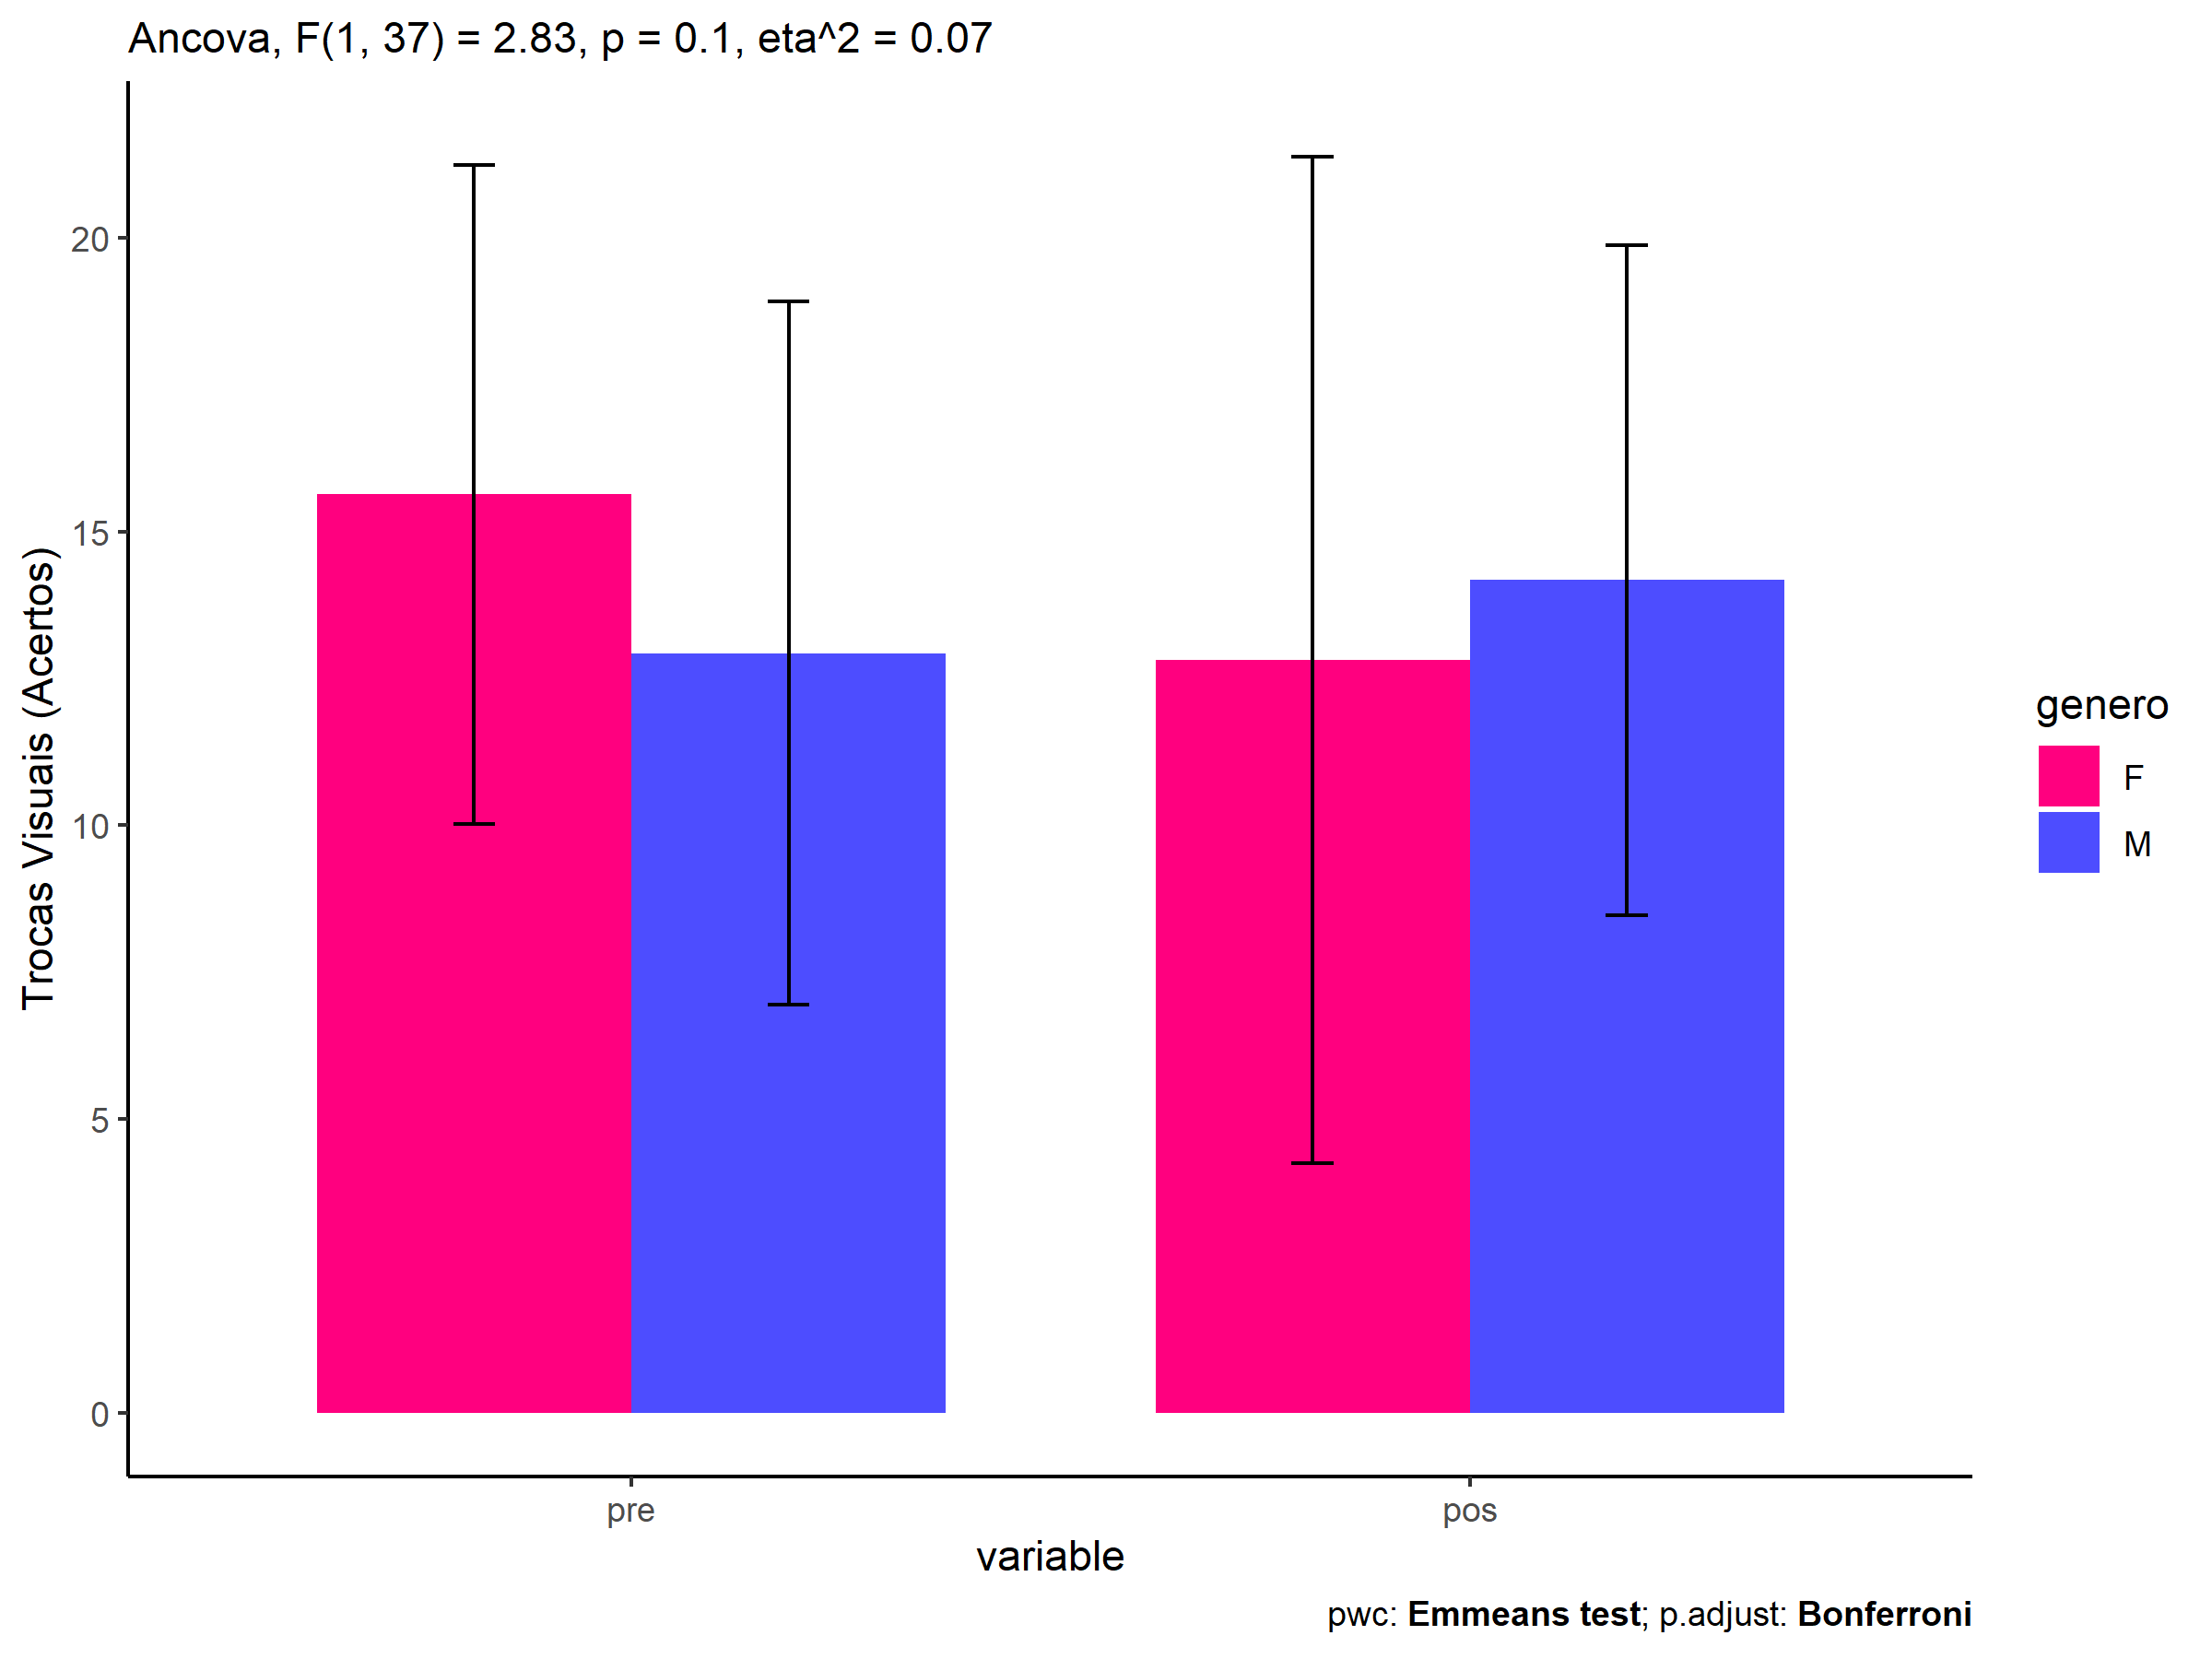 Ancova, F(1, 37) = 2.83, p = 0.1, eta^2 = 0.07
Trocas Visuais (Acertos)
20
15
10
5
0
pre
pos
variable
genero
F
M
pwc: Emmeans test; p.adjust: Bonferroni